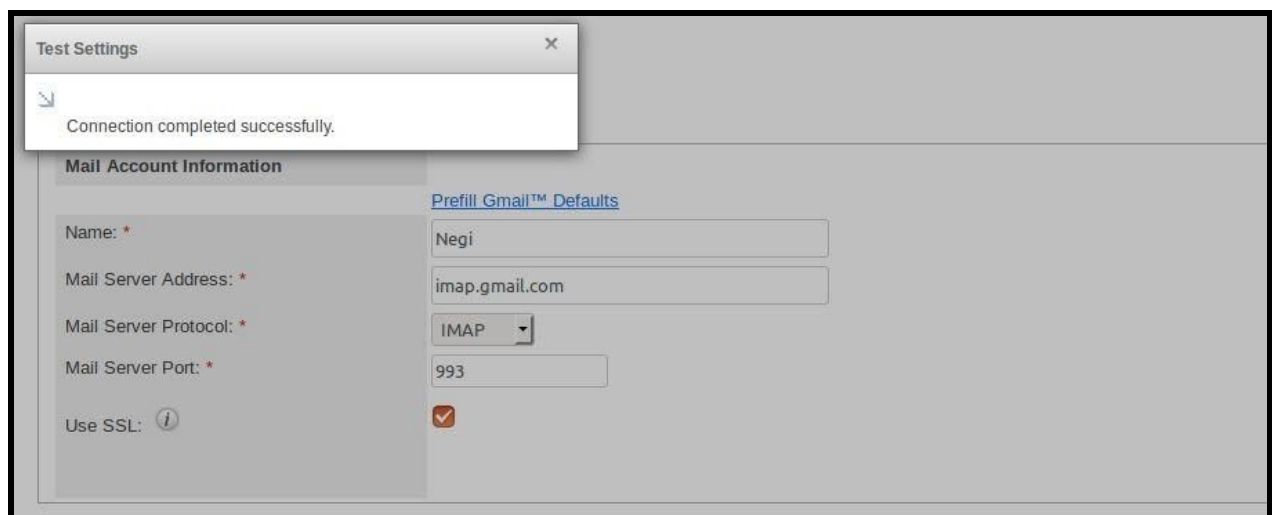 Test Settings
Connection completed successfully.
Mail Account Information
Prefill Gmail™ Defaults
Name: *
Negi
Mail Server Address: *
imap.gmail.com
Mail Server Protocol: *
IMAP
Mail Server Port: *
993
Use SSL: i